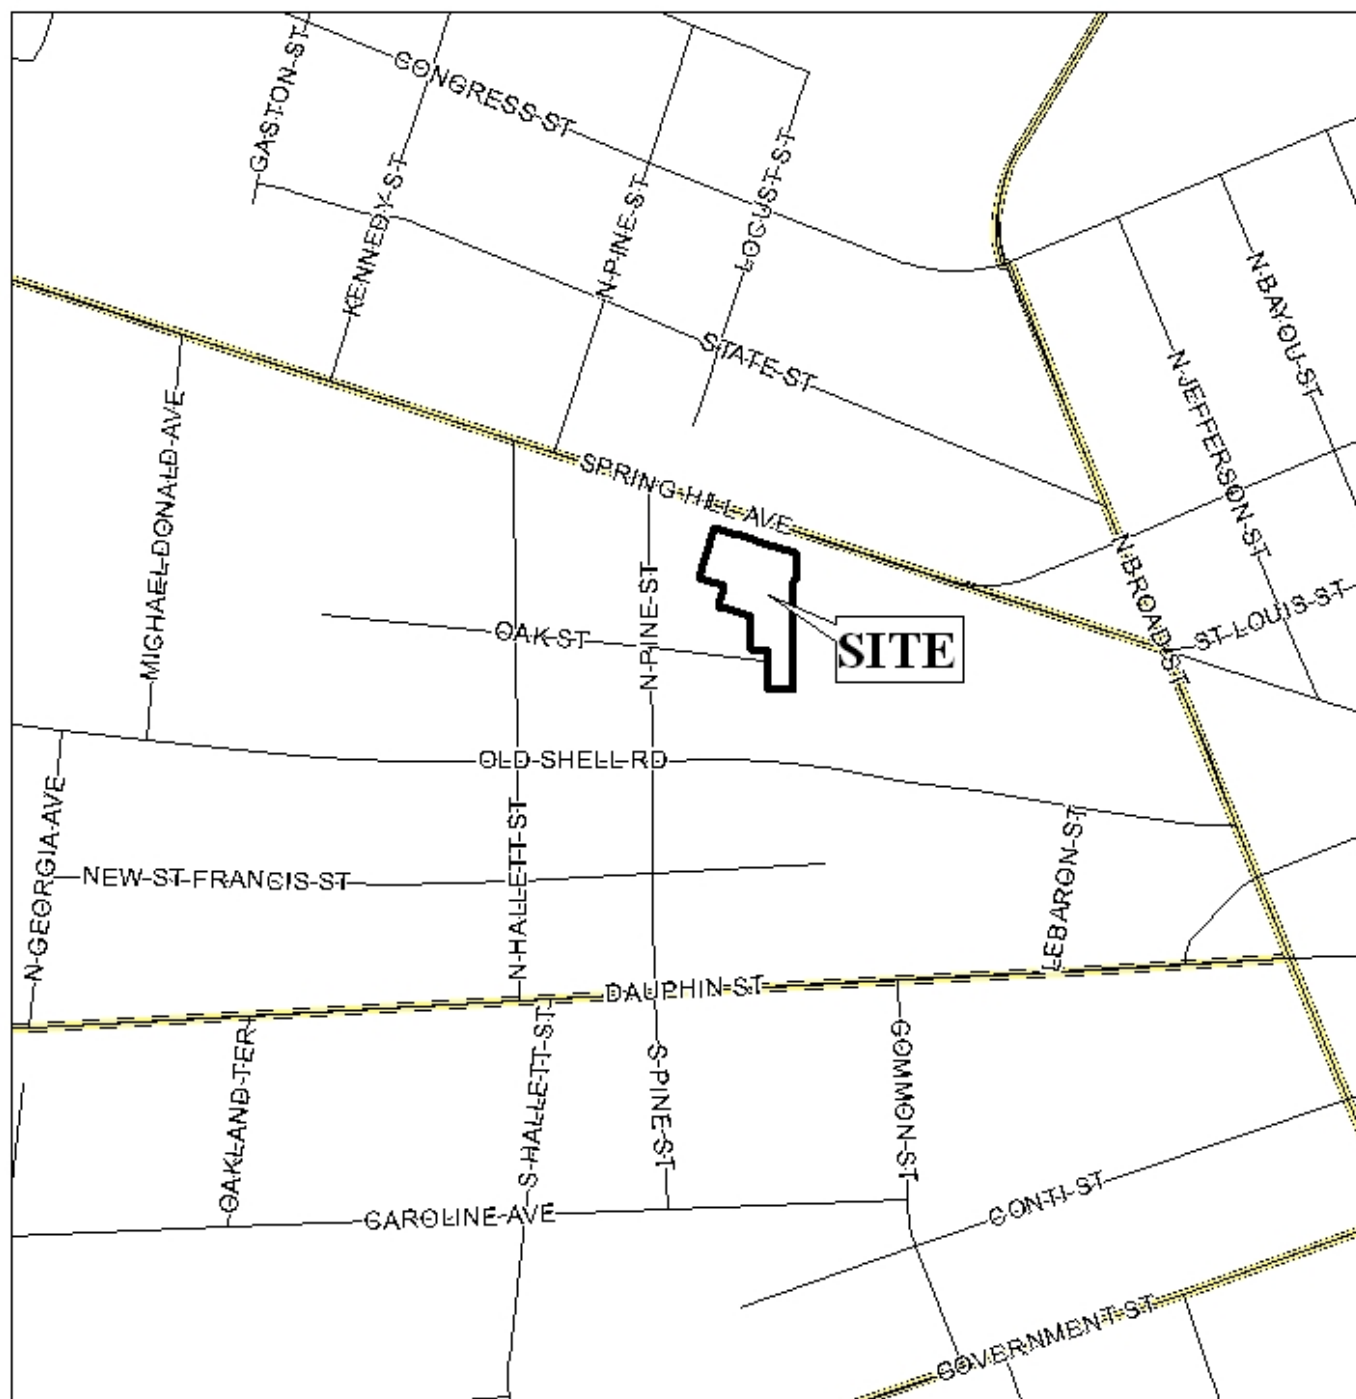 GASTON ST
CONGRESS ST
KENNEDY ST
N PINE ST
LOCUST ST
N BAYOU ST
STATE ST
N JEFFERSON ST
MICHAEL DONALD AVE
SPRING HILL AVE
N BROAD ST
N PINE ST
OAK ST
ST LOUIS ST
SITE
OLD SHELL RD
N GEORGIA AVE
N HALLETT ST
LEBARON ST
NEW ST FRANCIS ST
DAUPHIN ST
OAKLAND TER
S HALLETT ST
S PINE ST
COMMON ST
CAROLINE AVE
CONTI ST
GOVERNMENT ST